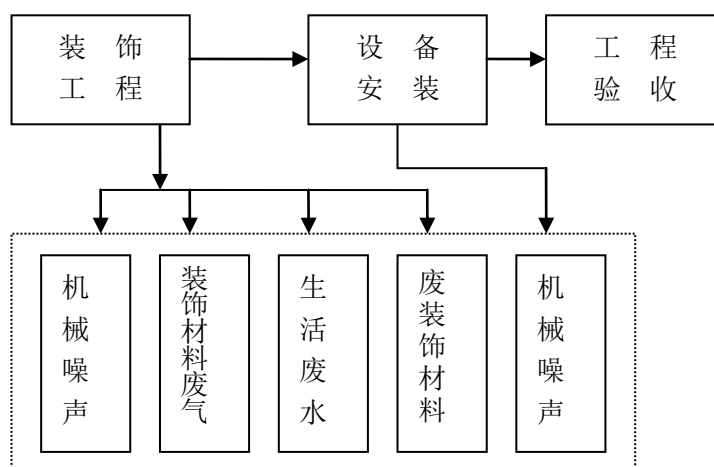 装 饰
工 程
设 备
安 装
工 程
验 收
机械噪声
装饰材料废气
生活废水
废装饰材料
机械噪声